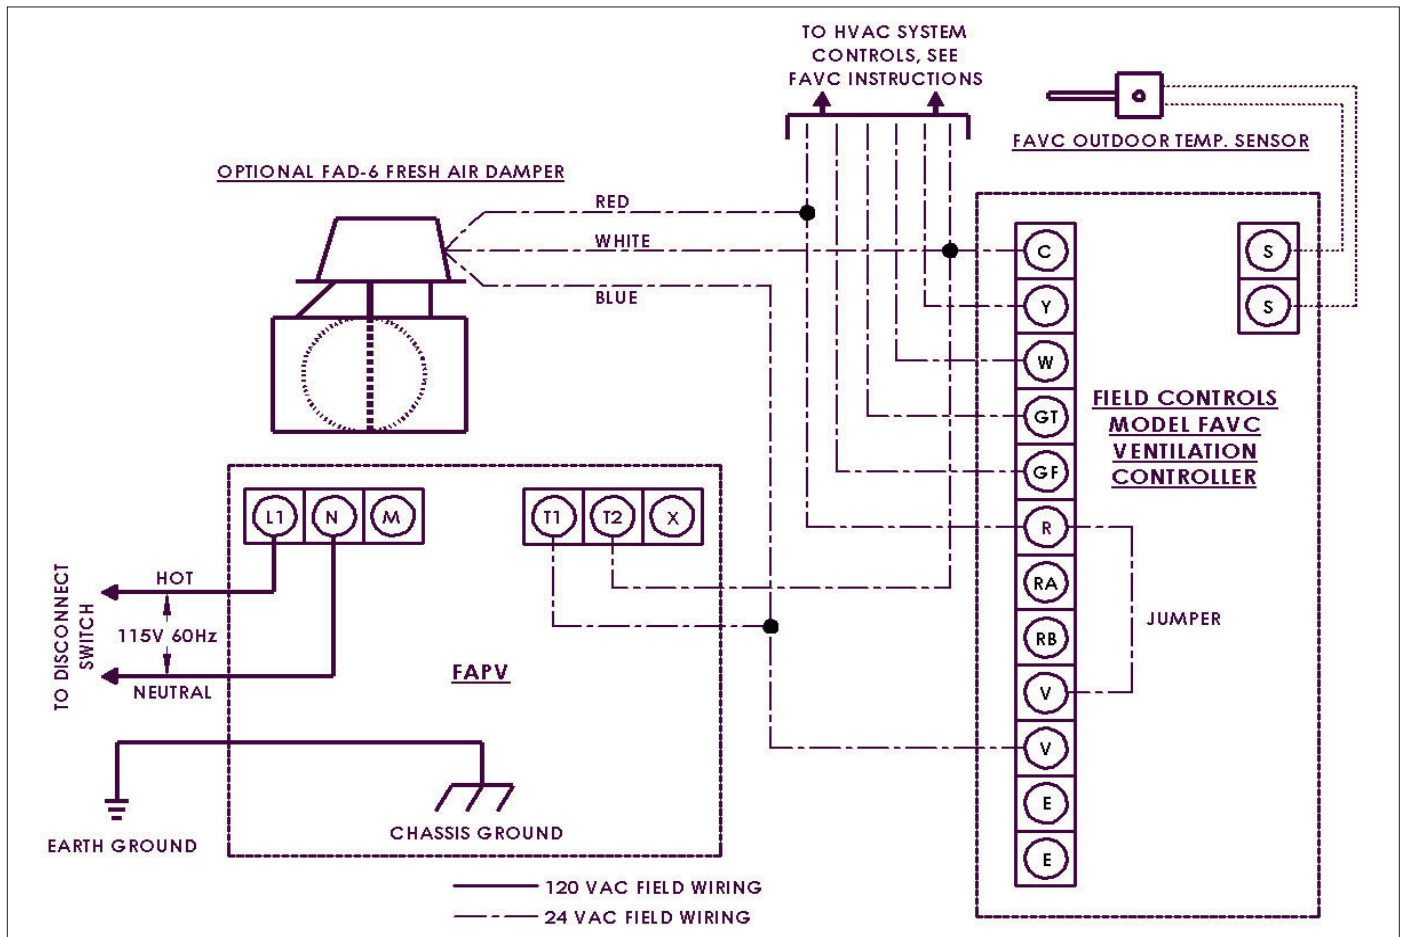 TO HVAC SYSTEM
CONTROLS, SEE
FAVC INSTRUCTIONS
FAVC OUTDOOR TEMP. SENSOR
OPTIONAL FAD-6 FRESH AIR DAMPER
RED
WHITE
BLUE
C
Y
W
GT
GF
R
RA
RB
V
V
E
E
S
S
FIELD CONTROLS
MODEL FAVC
VENTILATION
CONTROLLER
JUMPER
L1 N M
T1 T2 X
TO DISCONNECT
SWITCH
HOT
115V 60Hz
NEUTRAL
FAPV
EARTH GROUND
CHASSIS GROUND
120 VAC FIELD WIRING
24 VAC FIELD WIRING